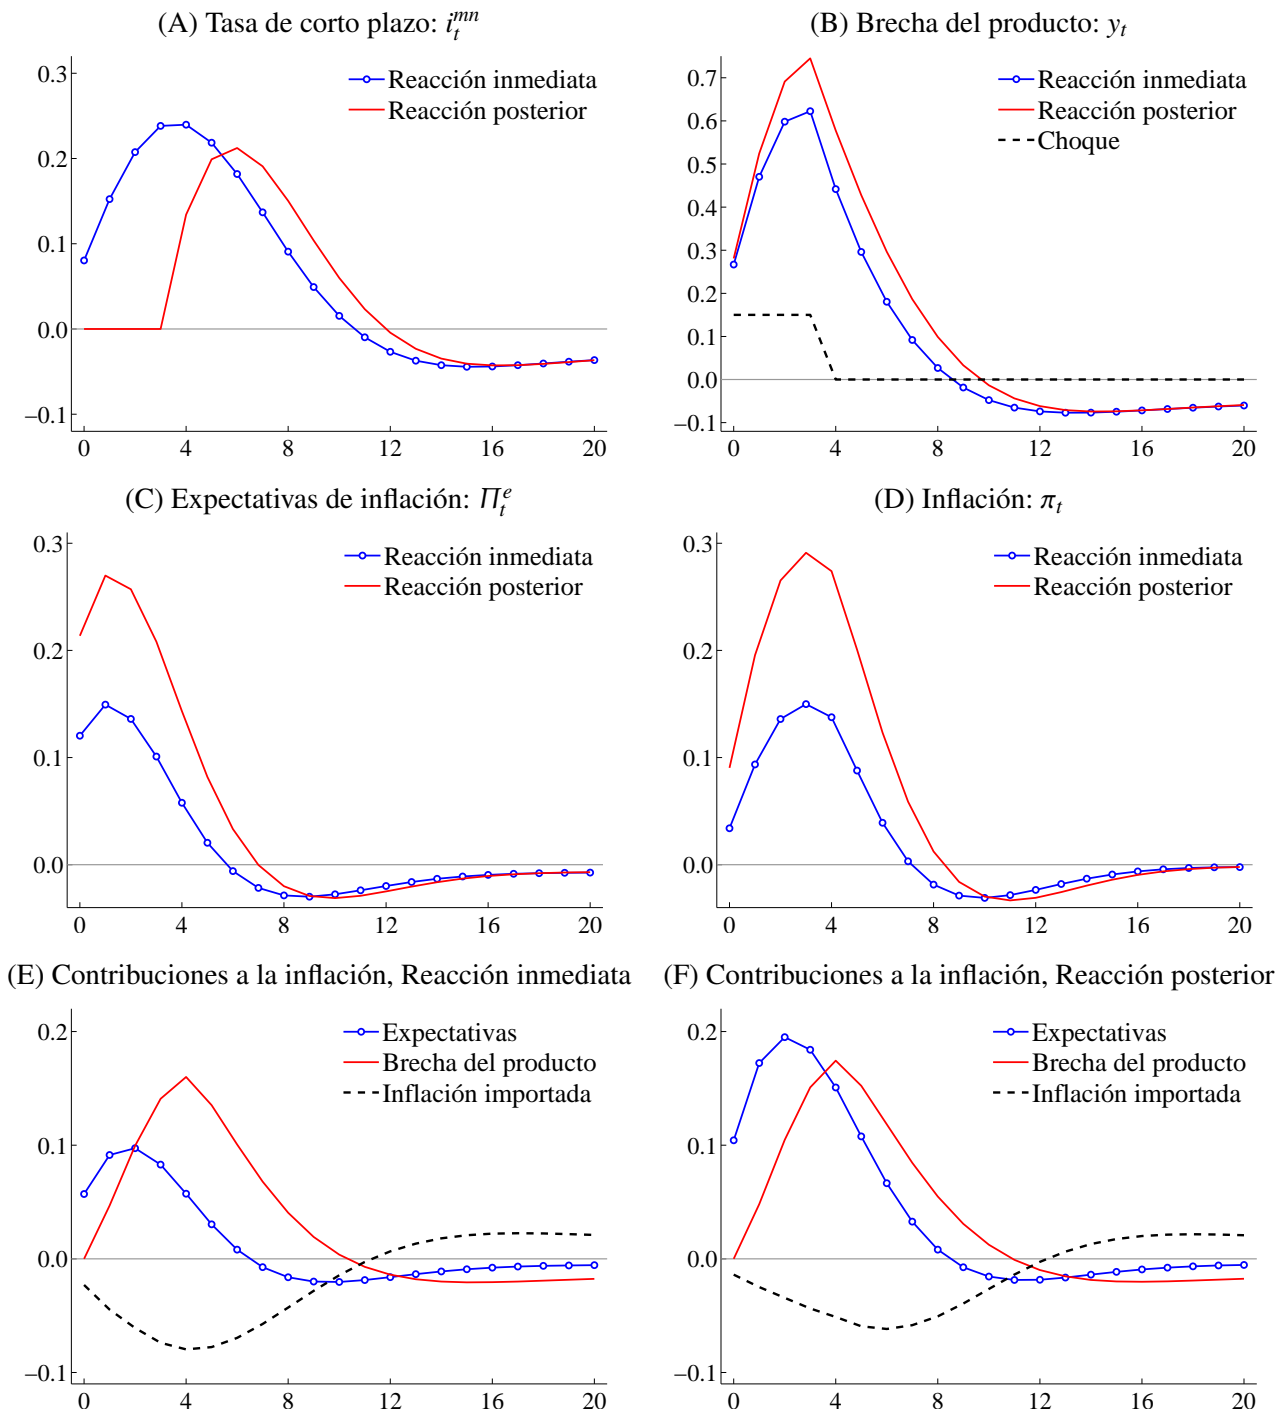 (A) Tasa de corto plazo: i_t^{mn}
Reacción inmediata
Reacción posterior
0.3
0.2
0.1
0.0
−0.1
0 4 8 12 16 20
(B) Brecha del producto: y_t
Reacción inmediata
Reacción posterior
Choque
0.7
0.6
0.5
0.4
0.3
0.2
0.1
0.0
−0.1
0 4 8 12 16 20
(C) Expectativas de inflación: Π_t^e
Reacción inmediata
Reacción posterior
0.3
0.2
0.1
0.0
0 4 8 12 16 20
(D) Inflación: π_t
Reacción inmediata
Reacción posterior
0.3
0.2
0.1
0.0
0 4 8 12 16 20
(E) Contribuciones a la inflación, Reacción inmediata
Expectativas
Brecha del producto
Inflación importada
0.2
0.1
0.0
−0.1
0 4 8 12 16 20
(F) Contribuciones a la inflación, Reacción posterior
Expectativas
Brecha del producto
Inflación importada
0.2
0.1
0.0
−0.1
0 4 8 12 16 20